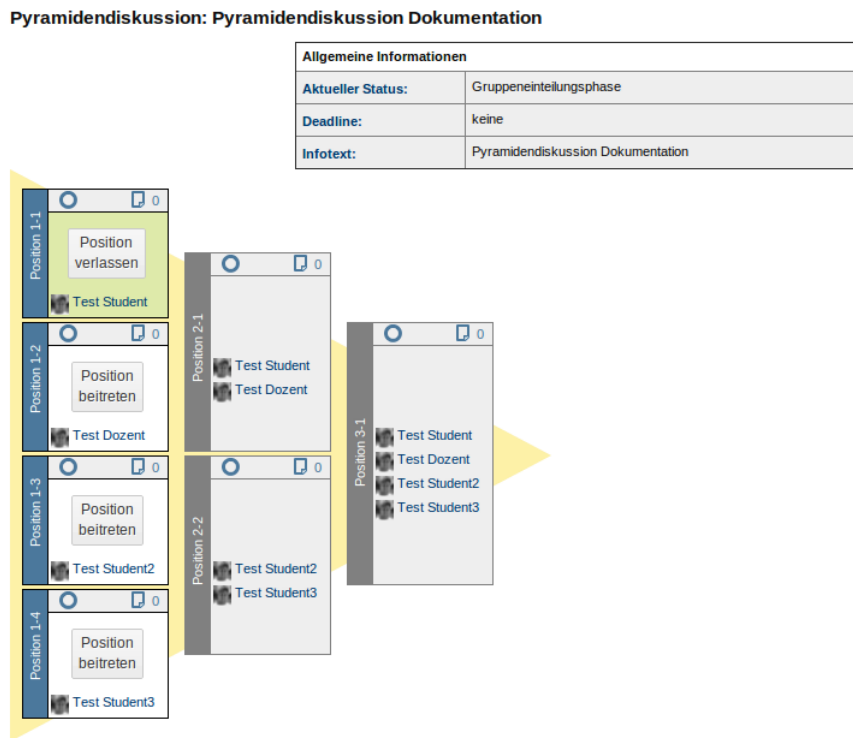 Pyramidendiskussion: Pyramidendiskussion Dokumentation
Allgemeine Informationen
Aktueller Status: Gruppeneinteilungsphase
Deadline: keine
Infotext: Pyramidendiskussion Dokumentation
Position 1-1
0
Position
verlassen
Test Student
Position 1-2
0
Position
beitreten
Test Dozent
Position 1-3
0
Position
beitreten
Test Student2
Position 1-4
0
Position
beitreten
Test Student3
Position 2-1
0
Test Student
Test Dozent
Position 2-2
0
Test Student2
Test Student3
Position 3-1
0
Test Student
Test Dozent
Test Student2
Test Student3